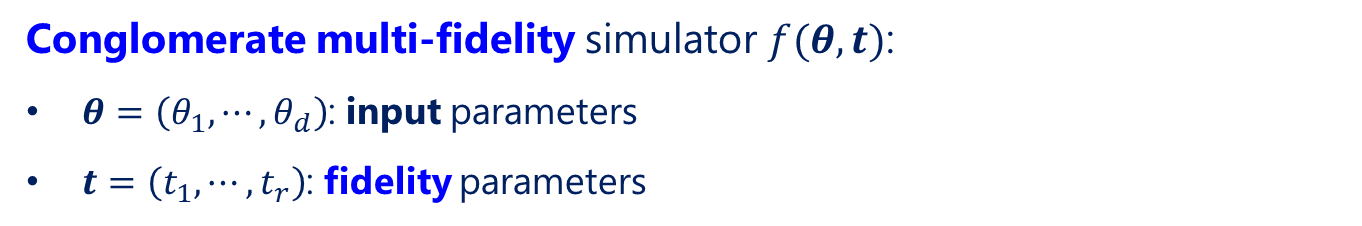 Conglomerate multi-fidelity simulator f(θ, t):
• θ = (θ₁, ⋯, θ_d): input parameters
• t = (t₁, ⋯, t_r): fidelity parameters